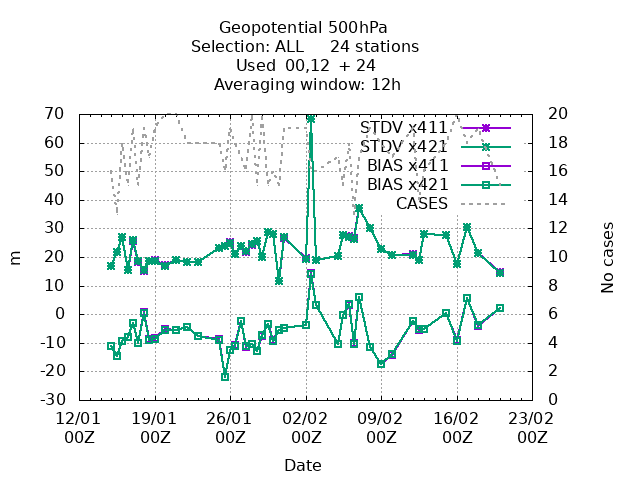 Geopotential 500hPa
Selection: ALL     24 stations
Used  00,12  + 24
Averaging window: 12h
70
60
50
40
30
20
10
0
-10
-20
-30
m
20
18
16
14
12
10
8
6
4
2
0
No cases
STDV x411
STDV x421
BIAS x411
BIAS x421
CASES
12/01 19/01 26/01 02/02 09/02 16/02 23/02
00Z 00Z 00Z 00Z 00Z 00Z 00Z
Date